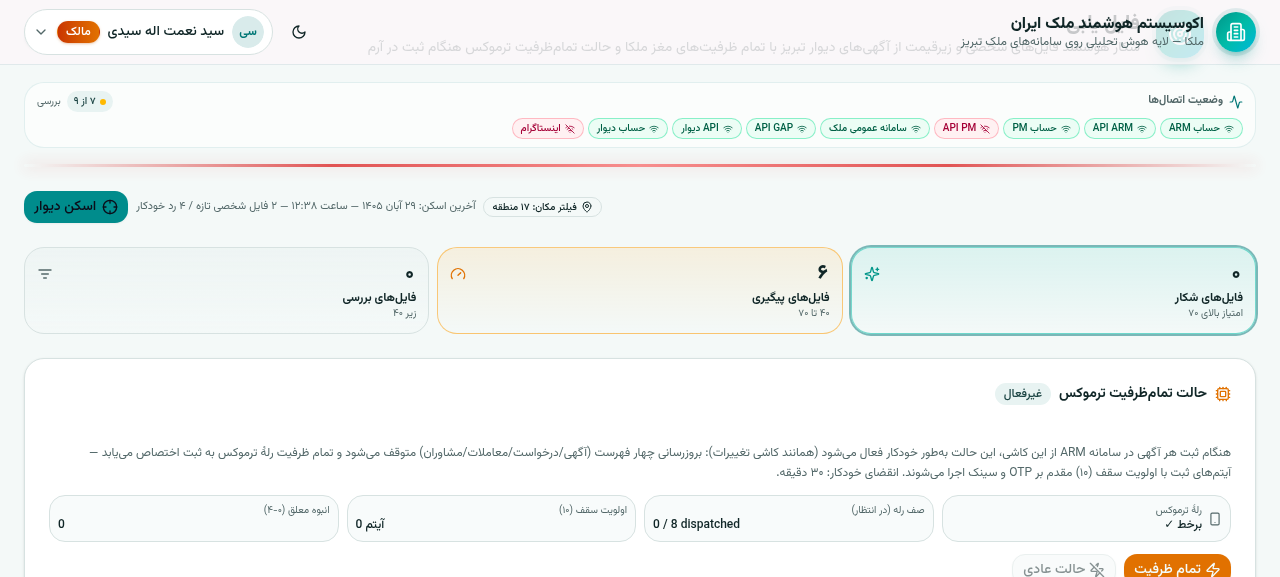 اکوسیستم هوشمند ملک ایران
ملکا — لایه هوش تحلیلی روی سامانه‌های ملک تبریز
سی
سید نعمت اله سیدی
مالک
وضعیت اتصال‌ها
۷ از ۹
بررسی
حساب ARM
API ARM
حساب PM
API PM
سامانه عمومی ملک
API GAP
API دیوار
حساب دیوار
اینستاگرام
فیلتر مکان: ۱۷ منطقه
آخرین اسکن: ۲۹ آبان ۱۴۰۵ — ساعت ۱۲:۳۸ — ۲ فایل شخصی تازه / ۴ رد خودکار
اسکن دیوار
۰
فایل‌های شکار
امتیاز بالای ۷۰
۶
فایل‌های پیگیری
۴۰ تا ۷۰
۰
فایل‌های بررسی
زیر ۴۰
حالت تمام‌ظرفیت ترموکس
غیرفعال
هنگام ثبت هر آگهی در سامانه ARM از این کاشی، این حالت به‌طور خودکار فعال می‌شود (همانند کاشی تغییرات): بروزرسانی چهار فهرست (آگهی/درخواست/معاملات/مشاوران) متوقف می‌شود و تمام ظرفیت رلهٔ ترموکس به ثبت اختصاص می‌یابد —
آیتم‌های ثبت با اولویت سقف (۱۰) مقدم بر OTP و سینک اجرا می‌شوند. انقضای خودکار: ۳۰ دقیقه.
رلهٔ ترموکس
برخط ✓
صف رله (در انتظار)
0 / 8 dispatched
اولویت سقف (۱۰)
0 آیتم
انبوه معلق (۰–۴)
0
تمام ظرفیت
حالت عادی